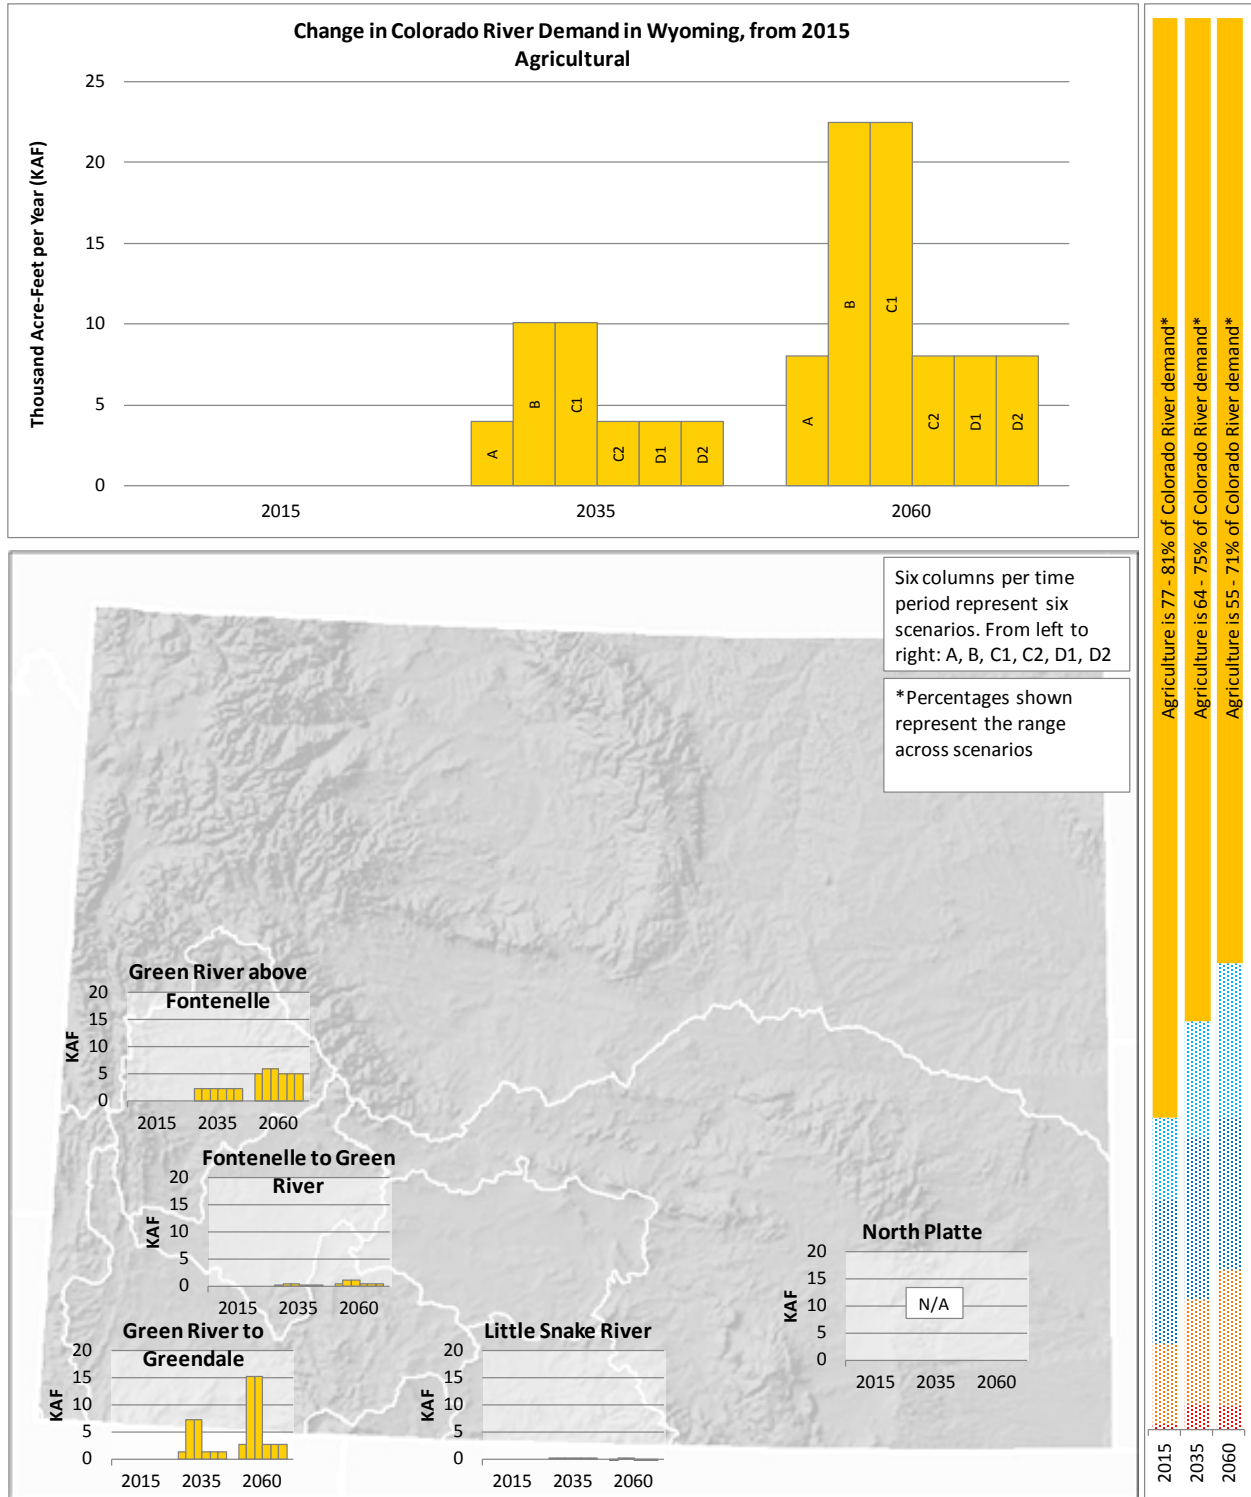 Change in Colorado River Demand in Wyoming, from 2015
Agricultural
Thousand Acre-Feet per Year (KAF)
25
20
15
10
5
0
A
B
C1
C2
D1
D2
A
B
C1
C2
D1
D2
2015
2035
2060
Six columns per time
period represent six
scenarios. From left to
right: A, B, C1, C2, D1, D2
*Percentages shown
represent the range
across scenarios
Green River above
Fontenelle
KAF
20
15
10
5
0
2015
2035
2060
Fontenelle to Green
River
KAF
20
15
10
5
0
2015
2035
2060
Green River to
Greendale
KAF
20
15
10
5
0
2015
2035
2060
Little Snake River
KAF
20
15
10
5
0
2015
2035
2060
North Platte
KAF
20
15
10
5
0
N/A
2015
2035
2060
Agriculture is 77 - 81% of Colorado River demand*
Agriculture is 64 - 75% of Colorado River demand*
Agriculture is 55 - 71% of Colorado River demand*
2015
2035
2060